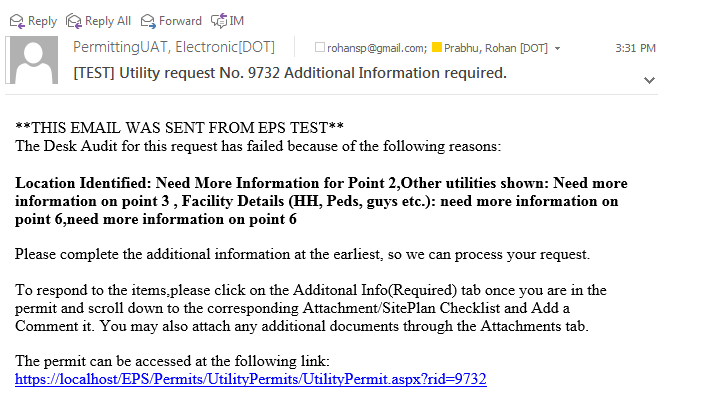 Reply Reply All Forward IM
PermittingUAT, Electronic[DOT] rohansp@gmail.com; Prabhu, Rohan [DOT] 3:31 PM
[TEST] Utility request No. 9732 Additional Information required.
**THIS EMAIL WAS SENT FROM EPS TEST**
The Desk Audit for this request has failed because of the following reasons:
Location Identified: Need More Information for Point 2,Other utilities shown: Need more
information on point 3 , Facility Details (HH, Peds, guys etc.): need more information on
point 6,need more information on point 6
Please complete the additional information at the earliest, so we can process your request.
To respond to the items,please click on the Additonal Info(Required) tab once you are in the
permit and scroll down to the corresponding Attachment/SitePlan Checklist and Add a
Comment it. You may also attach any additional documents through the Attachments tab.
The permit can be accessed at the following link:
https://localhost/EPS/Permits/UtilityPermits/UtilityPermit.aspx?rid=9732